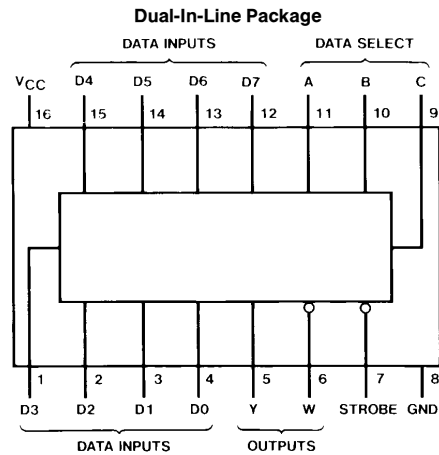 Dual-In-Line Package
DATA INPUTS DATA SELECT
VCC D4 D5 D6 D7 A B C
16 15 14 13 12 11 10 9
1 2 3 4 5 6 7 8
D3 D2 D1 D0 Y W STROBE GND
DATA INPUTS OUTPUTS